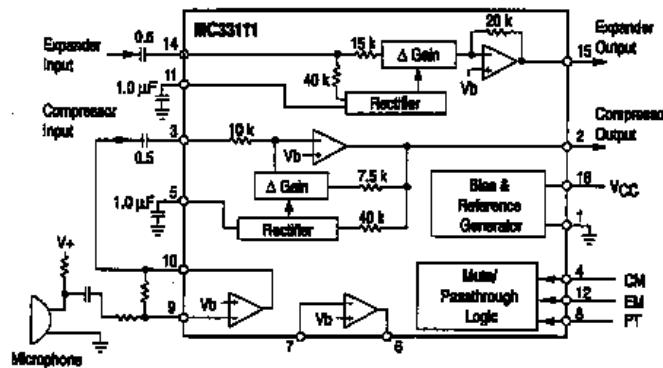 MC33111
Expander
Input
0.5
14
15 k
Δ Gain
20 k
Expander
Output
15
11
1.0 µF
40 k
Rectifier
Vb
Compressor
Input
0.5
3
10 k
Vb
Compressor
Output
2
Δ Gain
7.5 k
5
1.0 µF
Rectifier
40 k
Bias &
Reference
Generator
16
VCC
1
V+
10
9
Vb
Vb
7
6
Mute/
Passthrough
Logic
4
CM
12
EM
8
PT
Microphone